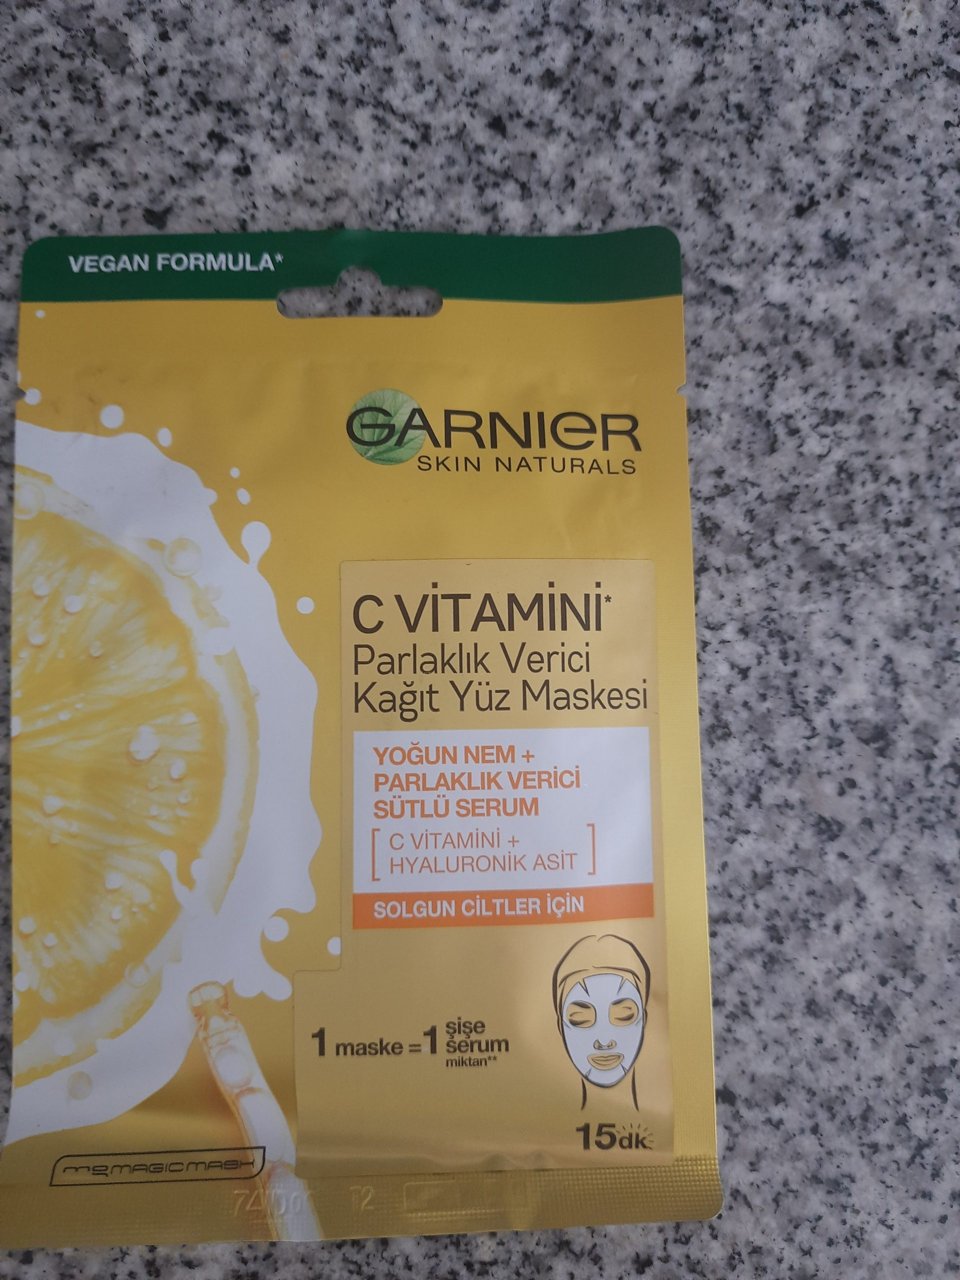 VEGAN FORMULA*
GARNIER
SKIN NATURALS
C VİTAMİNİ*
Parlaklık Verici
Kağıt Yüz Maskesi
YOĞUN NEM +
PARLAKLIK VERİCİ
SÜTLÜ SERUM
[ C VİTAMİNİ +
HYALURONİK ASİT ]
SOLGUN CİLTLER İÇİN
1 maske = 1 şişe
serum
miktarı**
15dk
MAGIC MASK